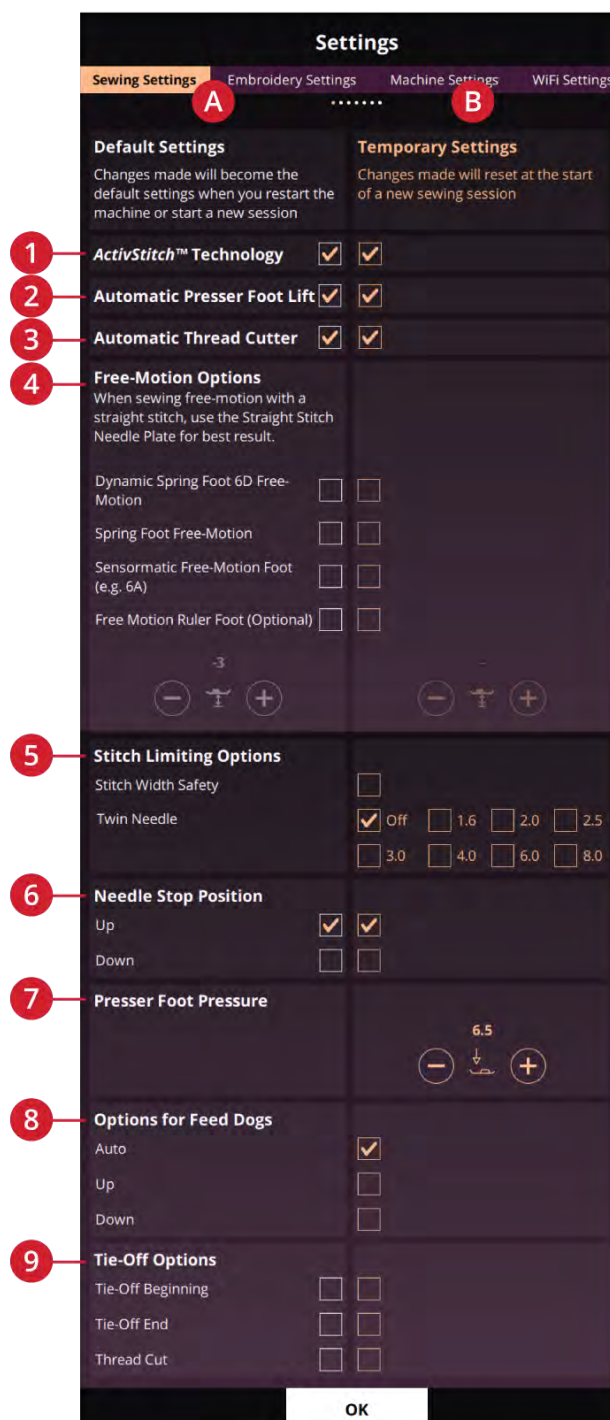 Settings
Sewing Settings Embroidery Settings Machine Settings WiFi Settings
A B
Default Settings
Changes made will become the
default settings when you restart the
machine or start a new session
Temporary Settings
Changes made will reset at the start
of a new sewing session
1 ActivStitch™ Technology
2 Automatic Presser Foot Lift
3 Automatic Thread Cutter
4 Free-Motion Options
When sewing free-motion with a
straight stitch, use the Straight Stitch
Needle Plate for best result.
Dynamic Spring Foot 6D Free-
Motion
Spring Foot Free-Motion
Sensormatic Free-Motion Foot
(e.g. 6A)
Free Motion Ruler Foot (Optional)
-3 -
5 Stitch Limiting Options
Stitch Width Safety
Twin Needle Off 1.6 2.0 2.5
3.0 4.0 6.0 8.0
6 Needle Stop Position
Up
Down
7 Presser Foot Pressure
6.5
8 Options for Feed Dogs
Auto
Up
Down
9 Tie-Off Options
Tie-Off Beginning
Tie-Off End
Thread Cut
OK